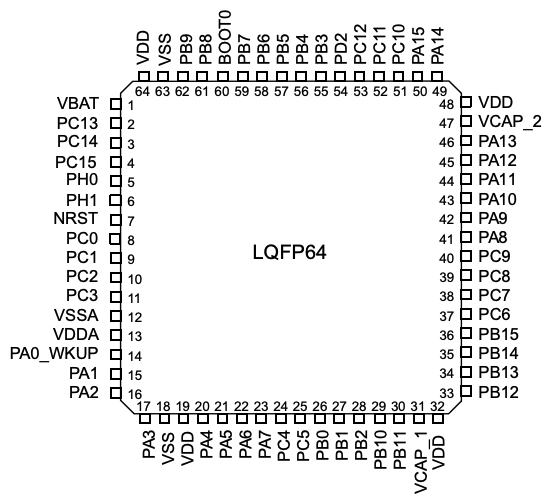 VDD VSS PB9 PB8 BOOT0 PB7 PB6 PB5 PB4 PB3 PD2 PC12 PC11 PC10 PA15 PA14
64 63 62 61 60 59 58 57 56 55 54 53 52 51 50 49
VBAT 1
PC13 2
PC14 3
PC15 4
PH0 5
PH1 6
NRST 7
PC0 8
PC1 9
PC2 10
PC3 11
VSSA 12
VDDA 13
PA0_WKUP 14
PA1 15
PA2 16
LQFP64
48 VDD
47 VCAP_2
46 PA13
45 PA12
44 PA11
43 PA10
42 PA9
41 PA8
40 PC9
39 PC8
38 PC7
37 PC6
36 PB15
35 PB14
34 PB13
33 PB12
17 18 19 20 21 22 23 24 25 26 27 28 29 30 31 32
PA3 VSS VDD PA4 PA5 PA6 PA7 PC4 PC5 PB0 PB1 PB2 PB10 PB11 VCAP_1 VDD